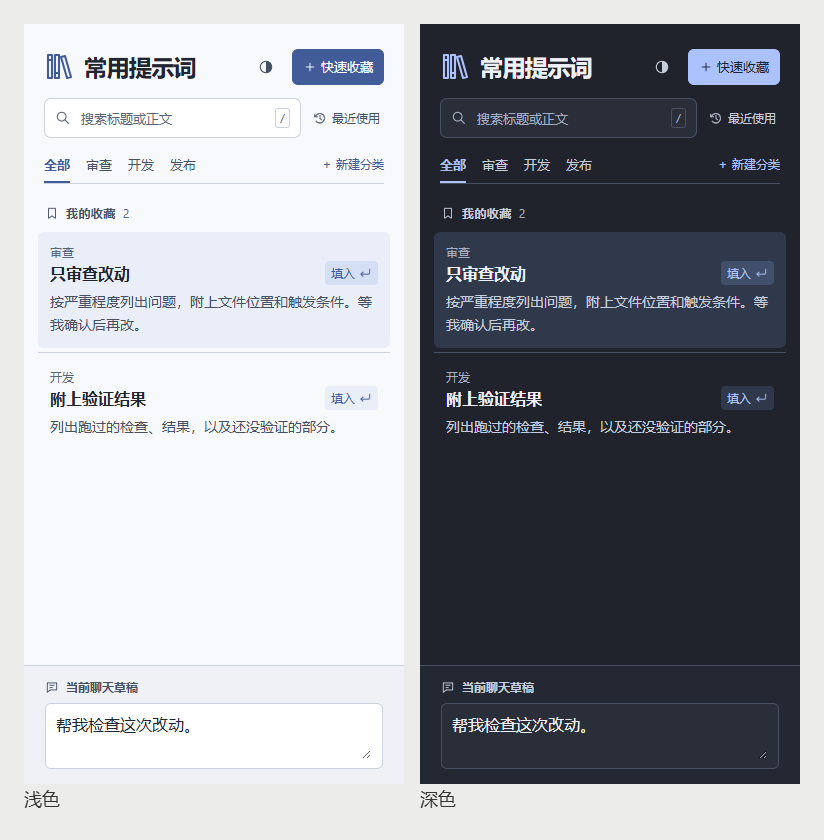 常用提示词
+ 快速收藏
搜索标题或正文 /
最近使用
全部 审查 开发 发布 + 新建分类
我的收藏 2
审查
只审查改动
填入
按严重程度列出问题，附上文件位置和触发条件。等
我确认后再改。
开发
附上验证结果
填入
列出跑过的检查、结果，以及还没验证的部分。
当前聊天草稿
帮我检查这次改动。
浅色
常用提示词
+ 快速收藏
搜索标题或正文 /
最近使用
全部 审查 开发 发布 + 新建分类
我的收藏 2
审查
只审查改动
填入
按严重程度列出问题，附上文件位置和触发条件。等
我确认后再改。
开发
附上验证结果
填入
列出跑过的检查、结果，以及还没验证的部分。
当前聊天草稿
帮我检查这次改动。
深色